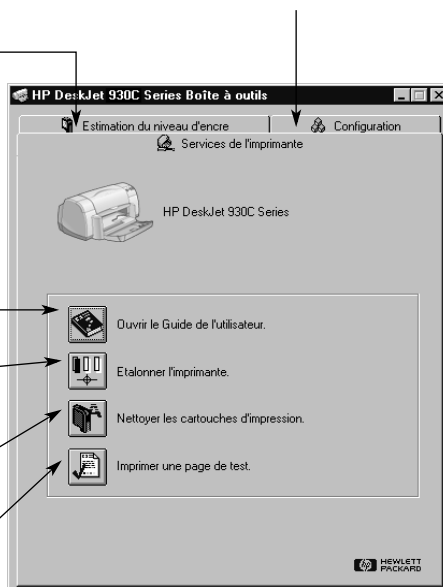 HP DeskJet 930C Series Boîte à outils
Estimation du niveau d'encre
Configuration
Services de l'imprimante
HP DeskJet 930C Series
Ouvrir le Guide de l'utilisateur.
Etalonner l'imprimante.
Nettoyer les cartouches d'impression.
Imprimer une page de test.
hp HEWLETT
PACKARD